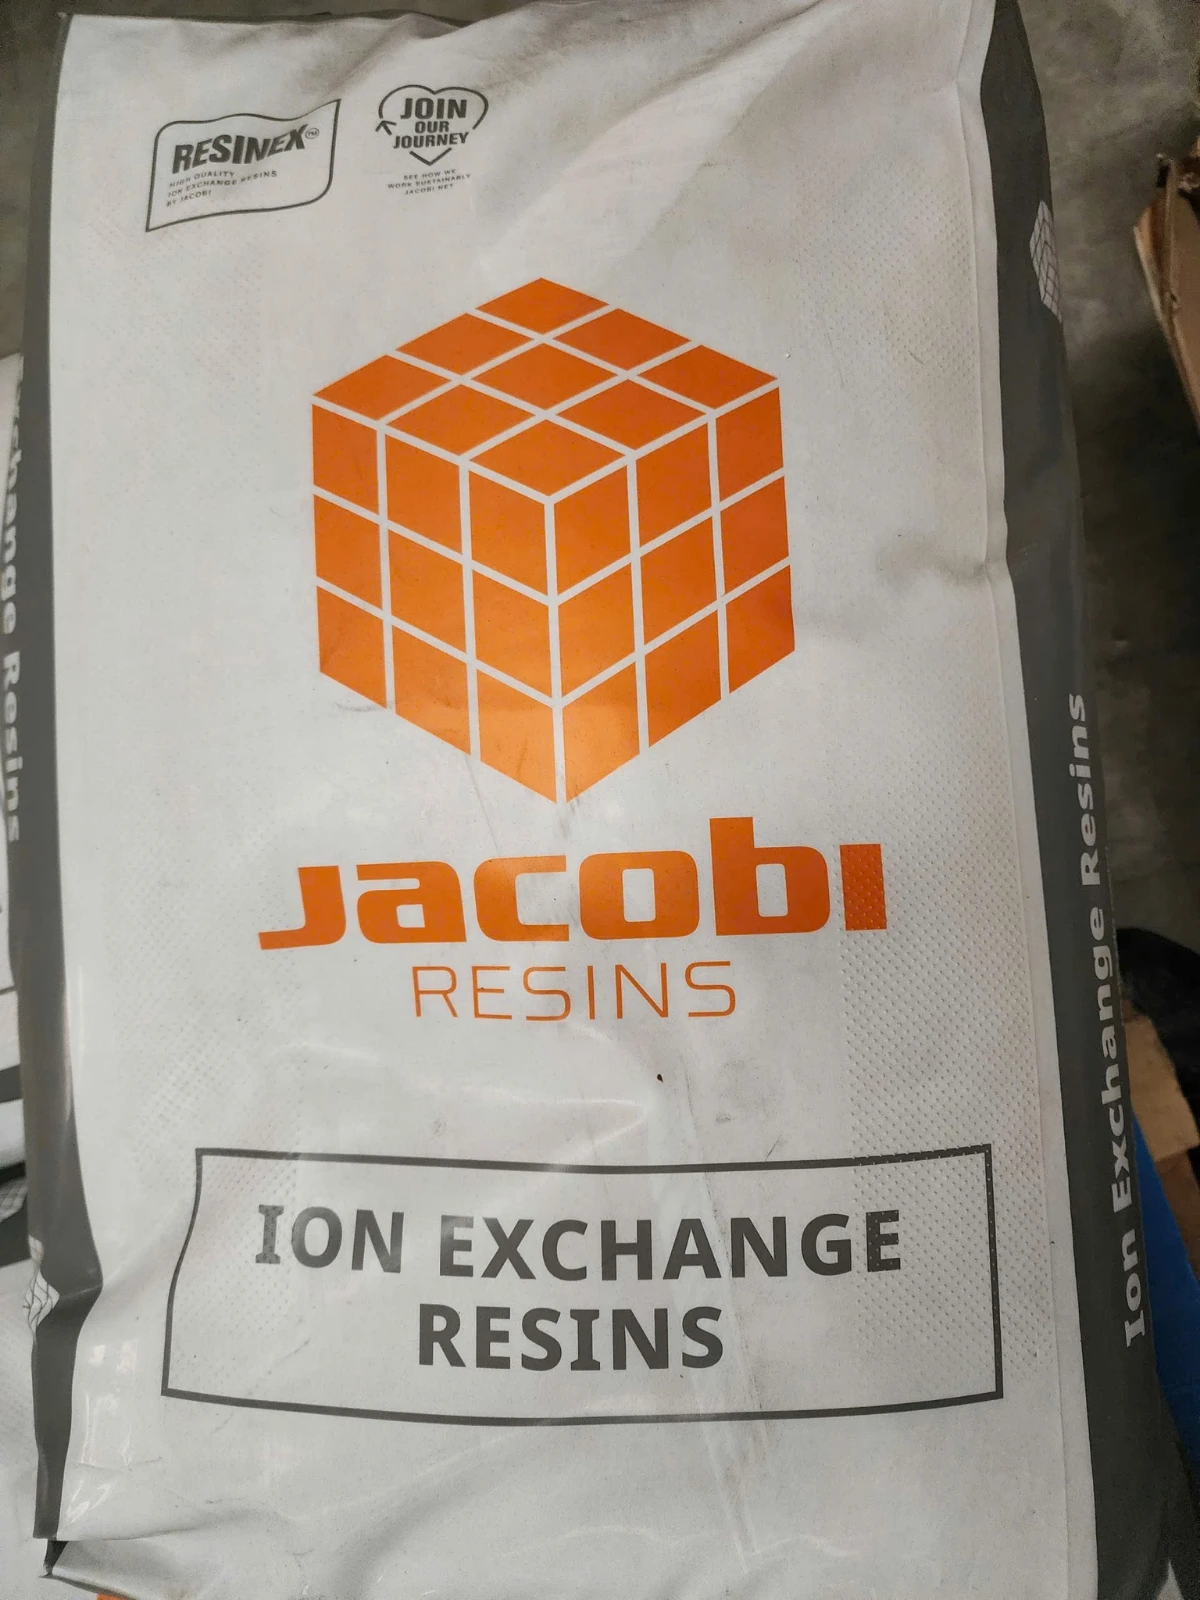 RESINEX™
HIGH QUALITY
ION EXCHANGE RESINS
BY JACOBI
JOIN
OUR
JOURNEY
SEE HOW WE
WORK SUSTAINABLY
JACOBI.NET
Jacobi
RESINS
ION EXCHANGE
RESINS
Ion Exchange Resins
Exchange Resins